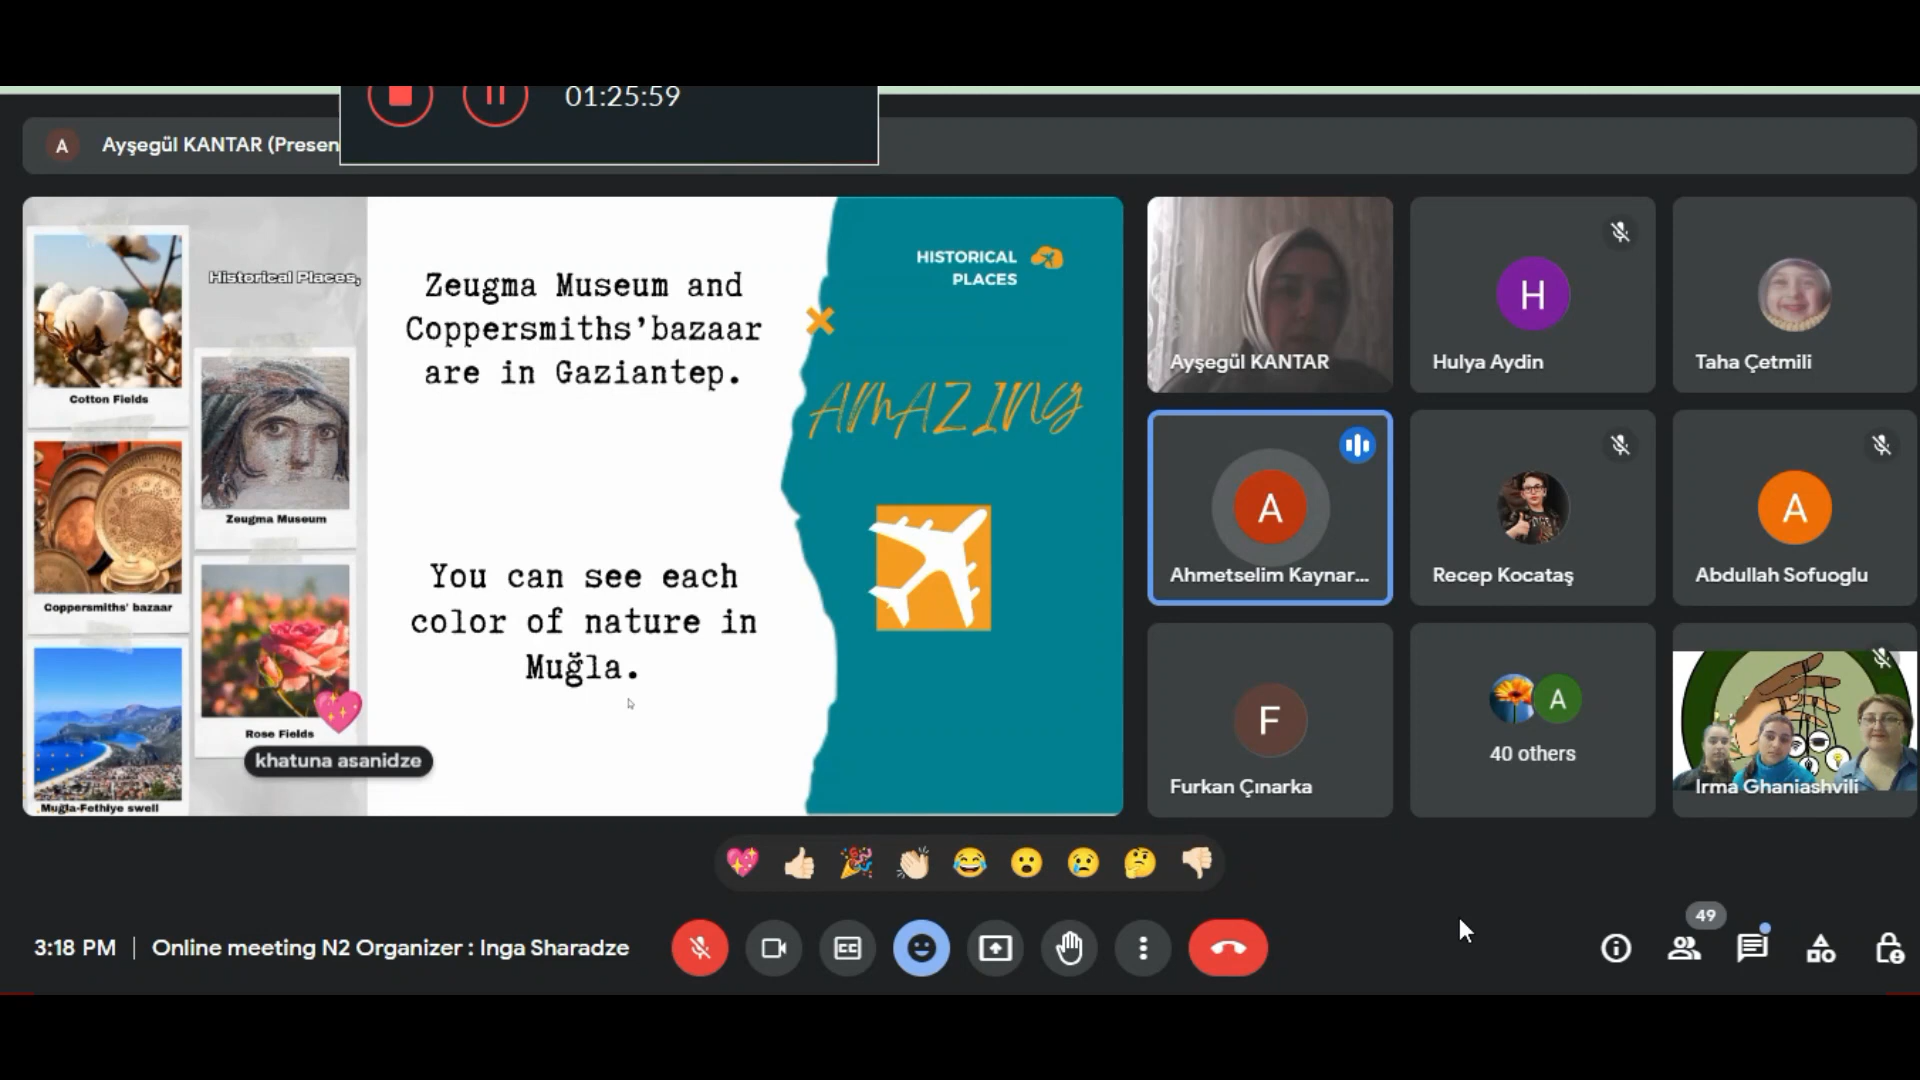 01:25:59
A
Ayşegül KANTAR (Presen
Historical Places,
Cotton Fields
Zeugma Museum
Coppersmiths' bazaar
Rose Fields
Muğla-Fethiye swell
khatuna asanidze
Zeugma Museum and
Coppersmiths'bazaar
are in Gaziantep.
You can see each
color of nature in
Muğla.
HISTORICAL
PLACES
AMAZING
Ayşegül KANTAR
H
Hulya Aydin
Taha Çetmili
A
Ahmetselim Kaynar...
Recep Kocataş
A
Abdullah Sofuoglu
F
Furkan Çınarka
A
40 others
Irma Ghaniashvili
3:18 PM
Online meeting N2 Organizer : Inga Sharadze
CC
49